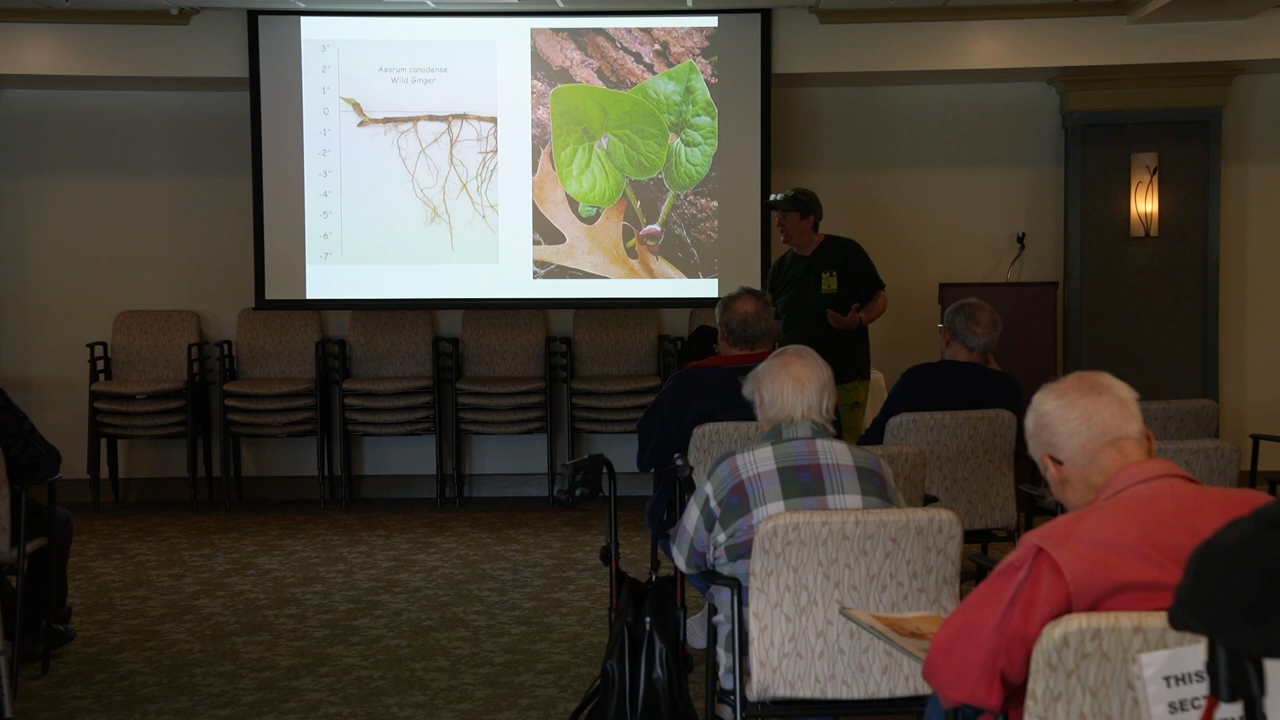 3"
2"
1"
0
-1"
-2"
-3"
-4"
-5"
-6"
-7"
Asarum canadense
Wild Ginger
THIS
SECT